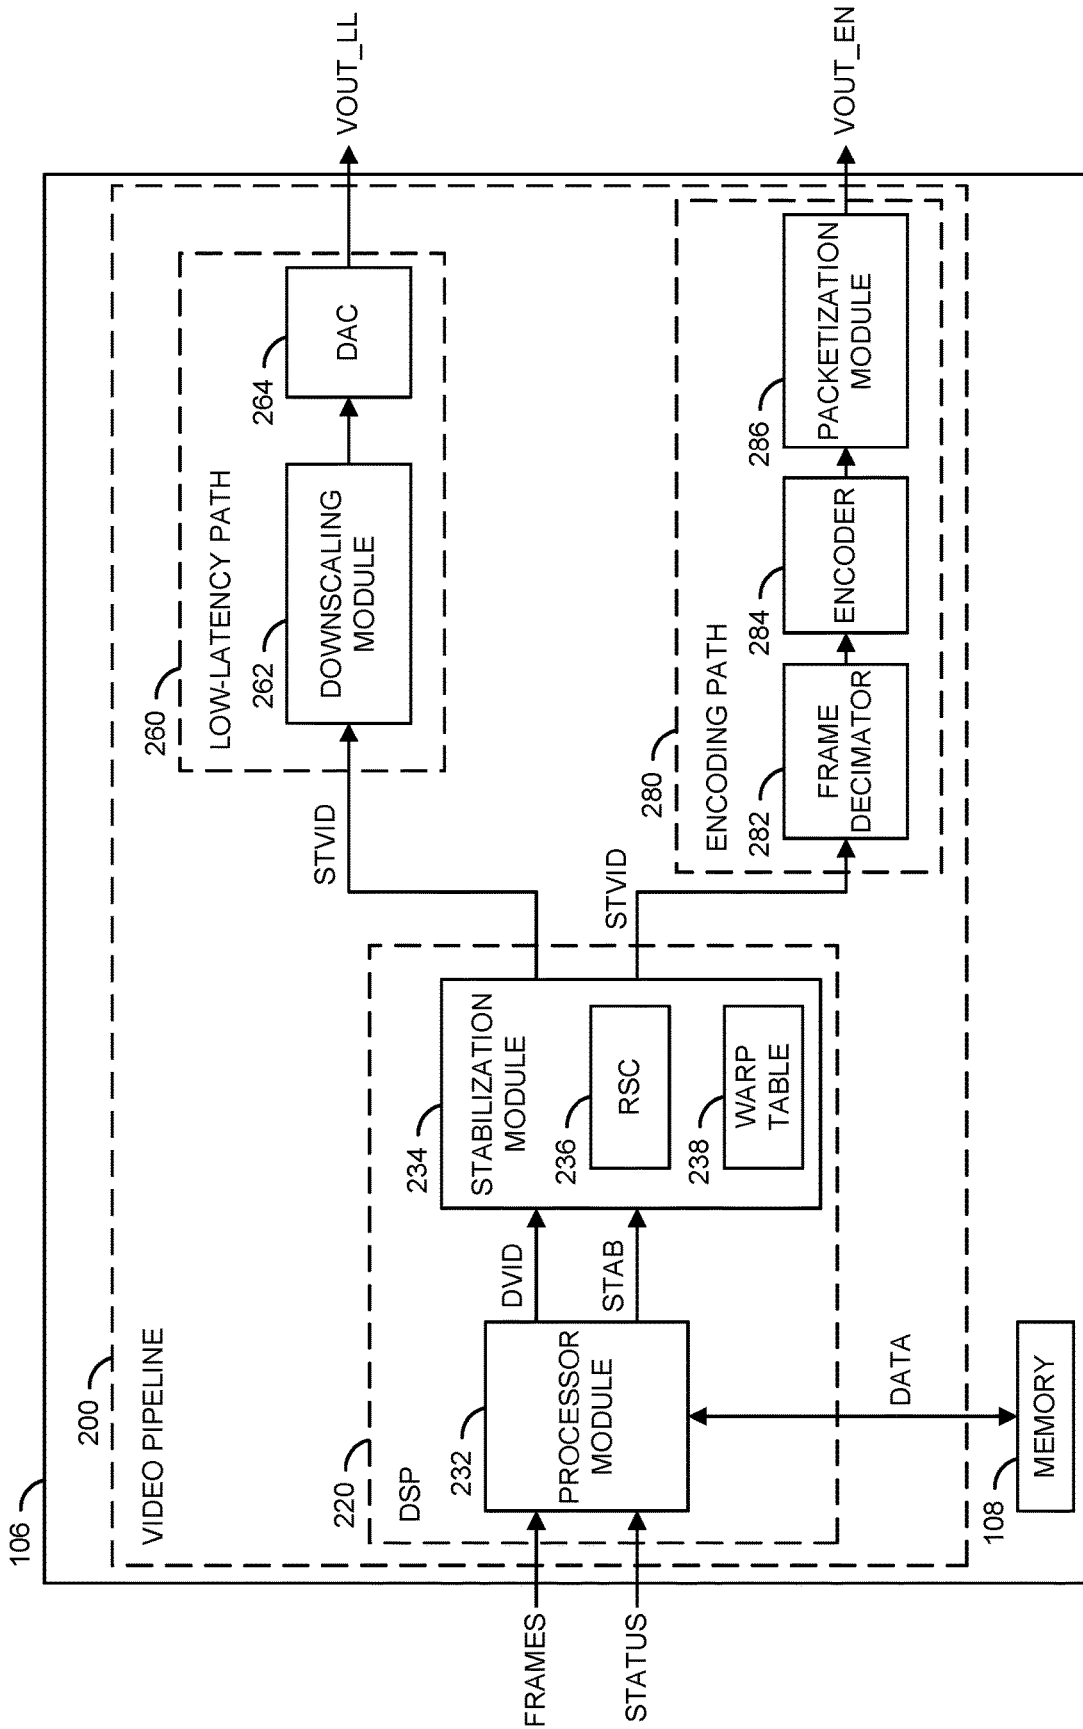 106
200
VIDEO PIPELINE
220
DSP
FRAMES
STATUS
232
PROCESSOR
MODULE
DATA
108
MEMORY
DVID
STAB
234
STABILIZATION
MODULE
236
RSC
238
WARP
TABLE
STVID
STVID
260
LOW-LATENCY PATH
262
DOWNSCALING
MODULE
264
DAC
VOUT_LL
280
ENCODING PATH
282
FRAME
DECIMATOR
284
ENCODER
286
PACKETIZATION
MODULE
VOUT_EN